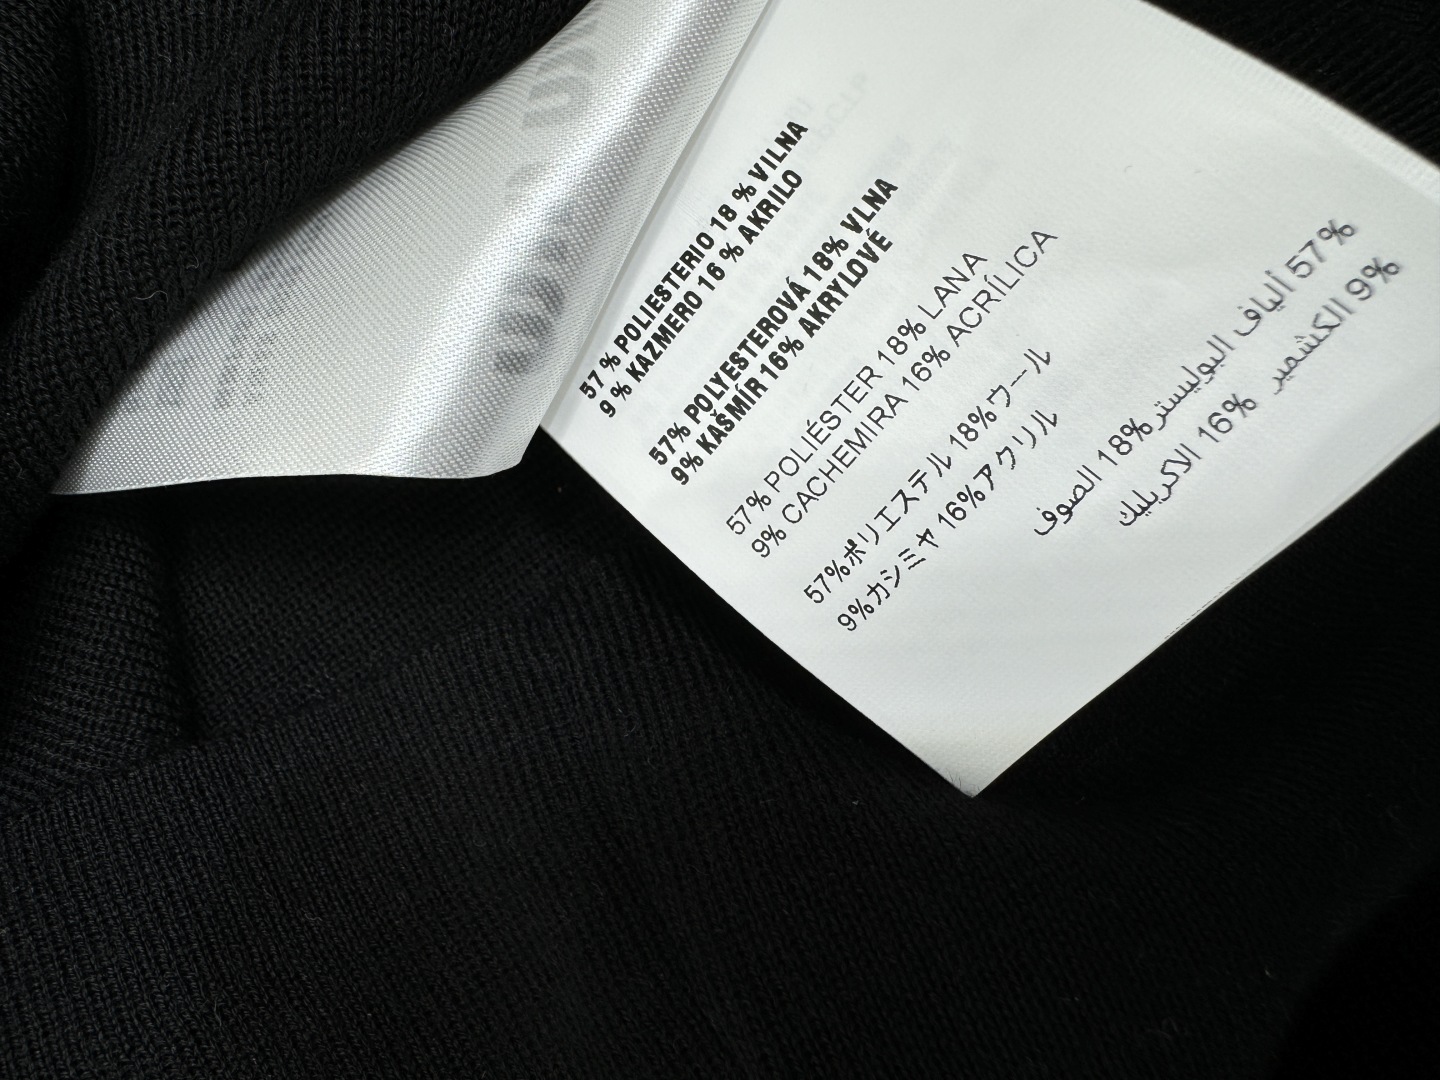 57 % POLIESTERIO 18 % VILNA
9 % KAZMERO 16 % AKRILO
57% POLYESTEROVÁ 18% VLNA
9% KAŠMÍR 16% AKRYLOVÉ
57% POLIÉSTER 18% LANA
9% CACHEMIRA 16% ACRÍLICA
57%ポリエステル 18%ウール
9%カシミヤ 16%アクリル
57% ألياف البوليستر 18% الصوف
9% الكشمير 16% الاكريليك